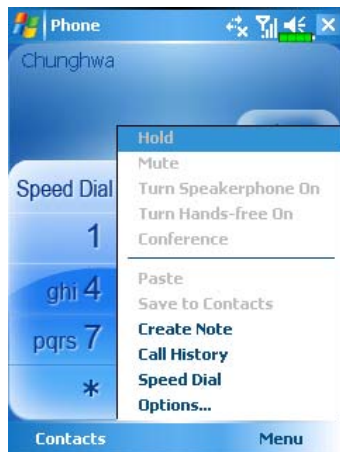 Phone
Chunghwa
Hold
Mute
Speed Dial
Turn Speakerphone On
Turn Hands-free On
1
Conference
ghi 4
Paste
Save to Contacts
pqrs 7
Create Note
Call History
*
Speed Dial
Options...
Contacts
Menu